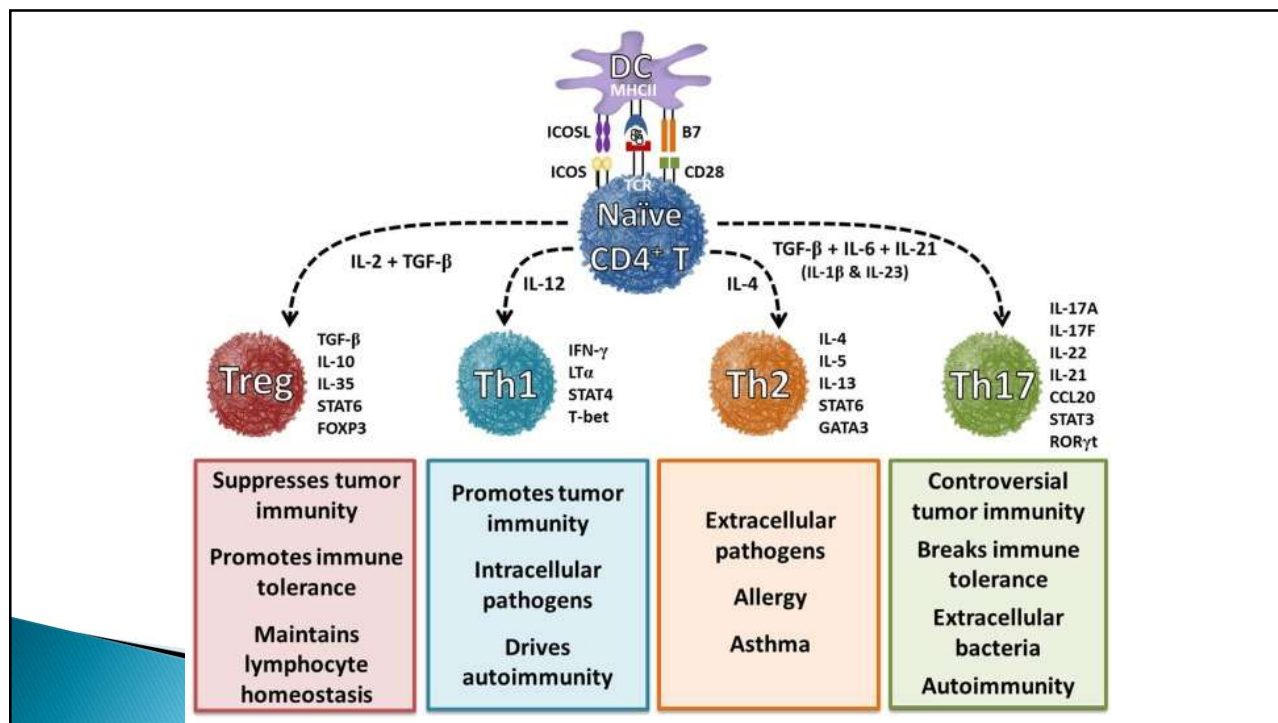 DC
MHCII
ICOSL
B7
ICOS
CD28
TCR
Naïve
CD4⁺ T
IL-2 + TGF-β
IL-12
IL-4
TGF-β + IL-6 + IL-21
(IL-1β & IL-23)
Treg
TGF-β
IL-10
IL-35
STAT6
FOXP3
Th1
IFN-γ
LTα
STAT4
T-bet
Th2
IL-4
IL-5
IL-13
STAT6
GATA3
Th17
IL-17A
IL-17F
IL-22
IL-21
CCL20
STAT3
RORγt
Suppresses tumor
immunity
Promotes immune
tolerance
Maintains
lymphocyte
homeostasis
Promotes tumor
immunity
Intracellular
pathogens
Drives
autoimmunity
Extracellular
pathogens
Allergy
Asthma
Controversial
tumor immunity
Breaks immune
tolerance
Extracellular
bacteria
Autoimmunity